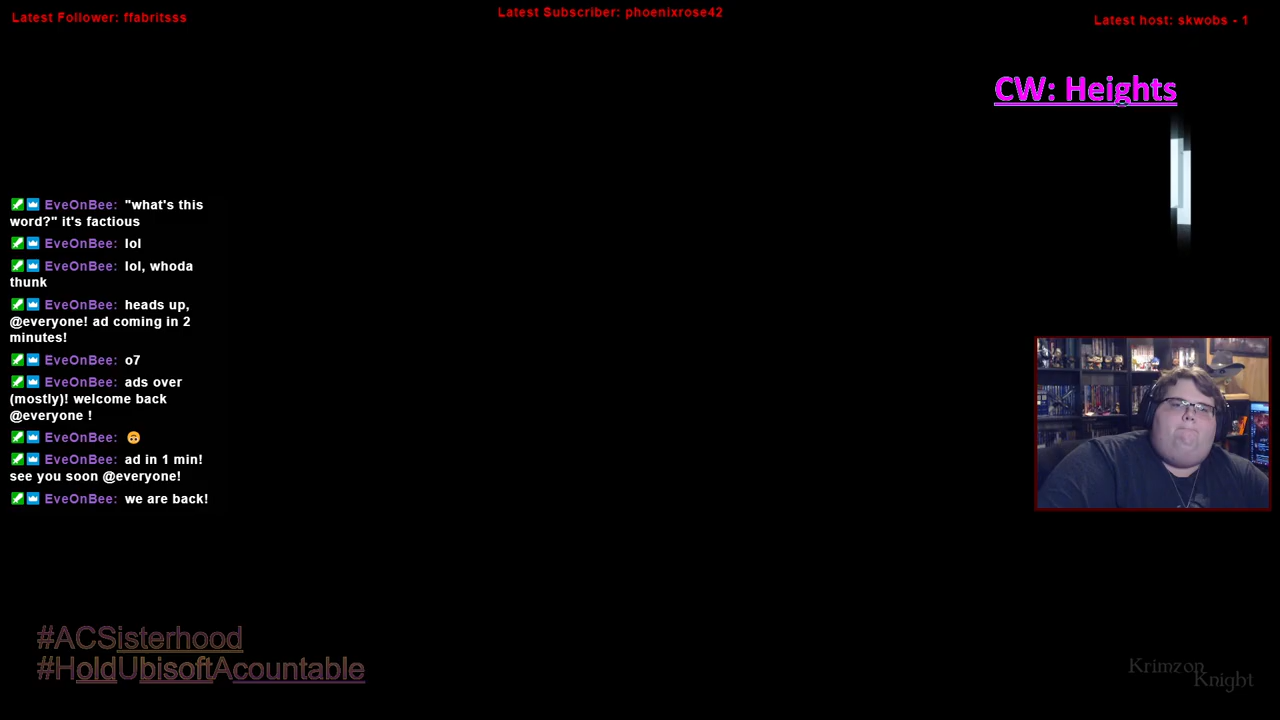 Latest Follower: ffabritsss
Latest Subscriber: phoenixrose42
Latest host: skwobs - 1
CW: Heights
EveOnBee: "what's this
word?" it's factious
EveOnBee: lol
EveOnBee: lol, whoda
thunk
EveOnBee: heads up,
@everyone! ad coming in 2
minutes!
EveOnBee: o7
EveOnBee: ads over
(mostly)! welcome back
@everyone !
EveOnBee: 🙃
EveOnBee: ad in 1 min!
see you soon @everyone!
EveOnBee: we are back!
#ACSisterhood
#HoldUbisoftAcountable
Krimzon
Knight